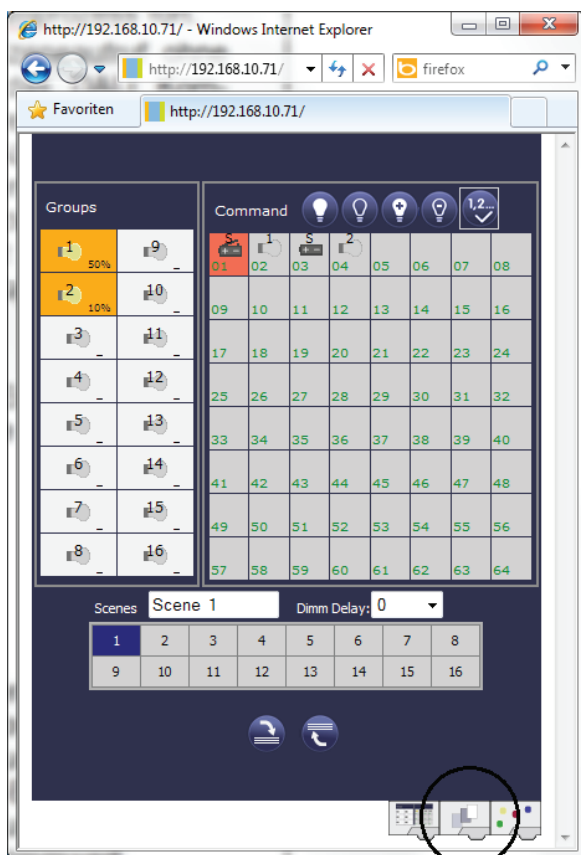 http://192.168.10.71/ - Windows Internet Explorer
http://192.168.10.71/
firefox
Favoriten
http://192.168.10.71/
Groups
Command
1,2...
1 50% 9 _
2 10% 10 _
3 _ 11 _
4 _ 12 _
5 _ 13 _
6 _ 14 _
7 _ 15 _
8 _ 16 _
S 1 S 2
01 02 03 04 05 06 07 08
09 10 11 12 13 14 15 16
17 18 19 20 21 22 23 24
25 26 27 28 29 30 31 32
33 34 35 36 37 38 39 40
41 42 43 44 45 46 47 48
49 50 51 52 53 54 55 56
57 58 59 60 61 62 63 64
Scenes Scene 1 Dimm Delay: 0
1 2 3 4 5 6 7 8
9 10 11 12 13 14 15 16